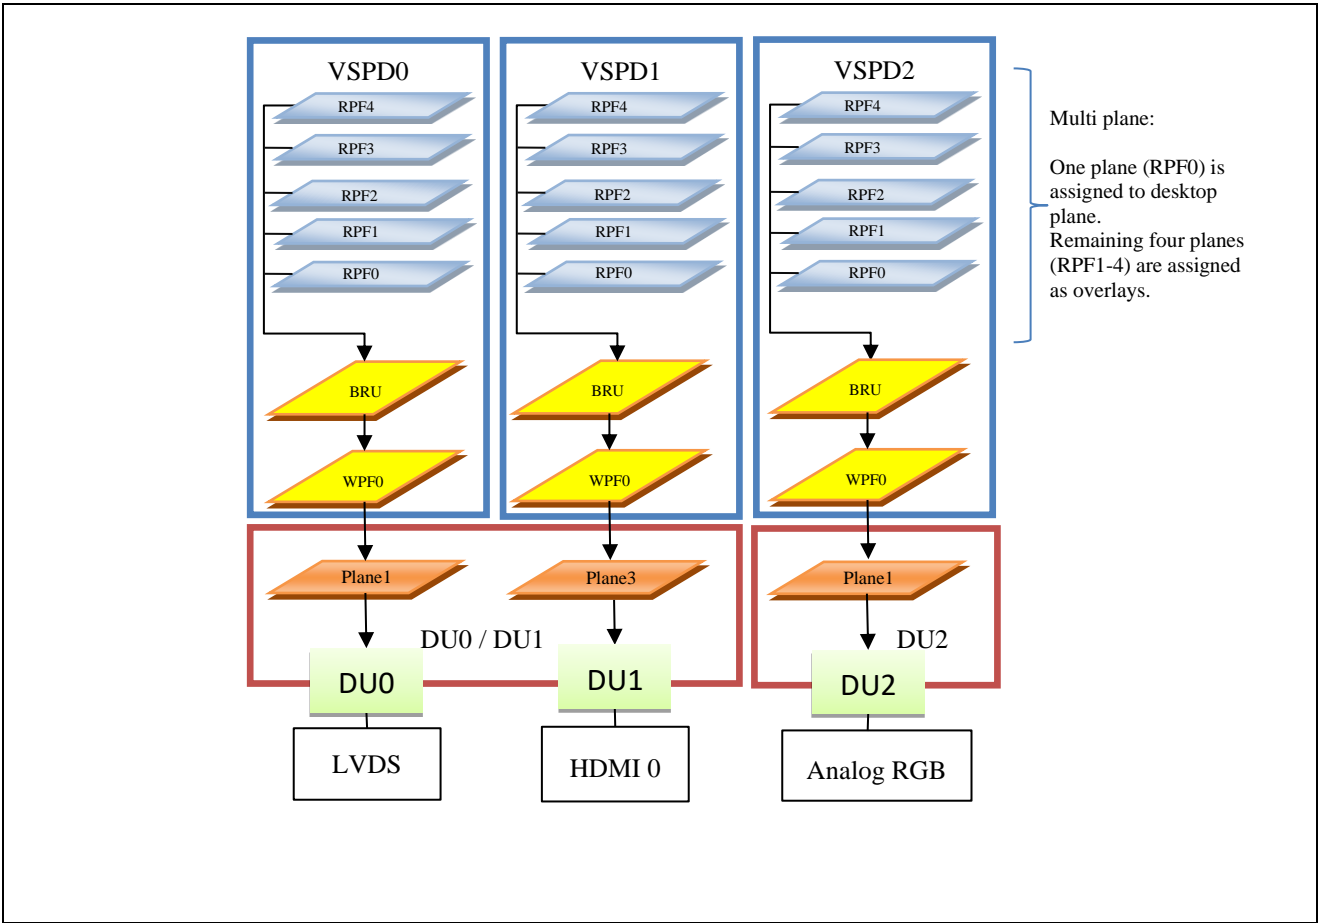 VSPD0
RPF4
RPF3
RPF2
RPF1
RPF0
BRU
WPF0
VSPD1
RPF4
RPF3
RPF2
RPF1
RPF0
BRU
WPF0
VSPD2
RPF4
RPF3
RPF2
RPF1
RPF0
BRU
WPF0
Multi plane:
One plane (RPF0) is
assigned to desktop
plane.
Remaining four planes
(RPF1-4) are assigned
as overlays.
Plane1
Plane3
DU0 / DU1
DU0
DU1
Plane1
DU2
DU2
LVDS
HDMI 0
Analog RGB